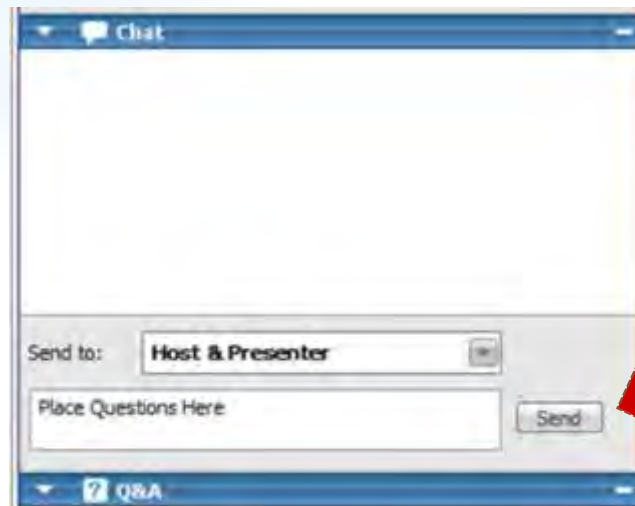 Chat
Send to: Host & Presenter
Place Questions Here
Send
? Q&A